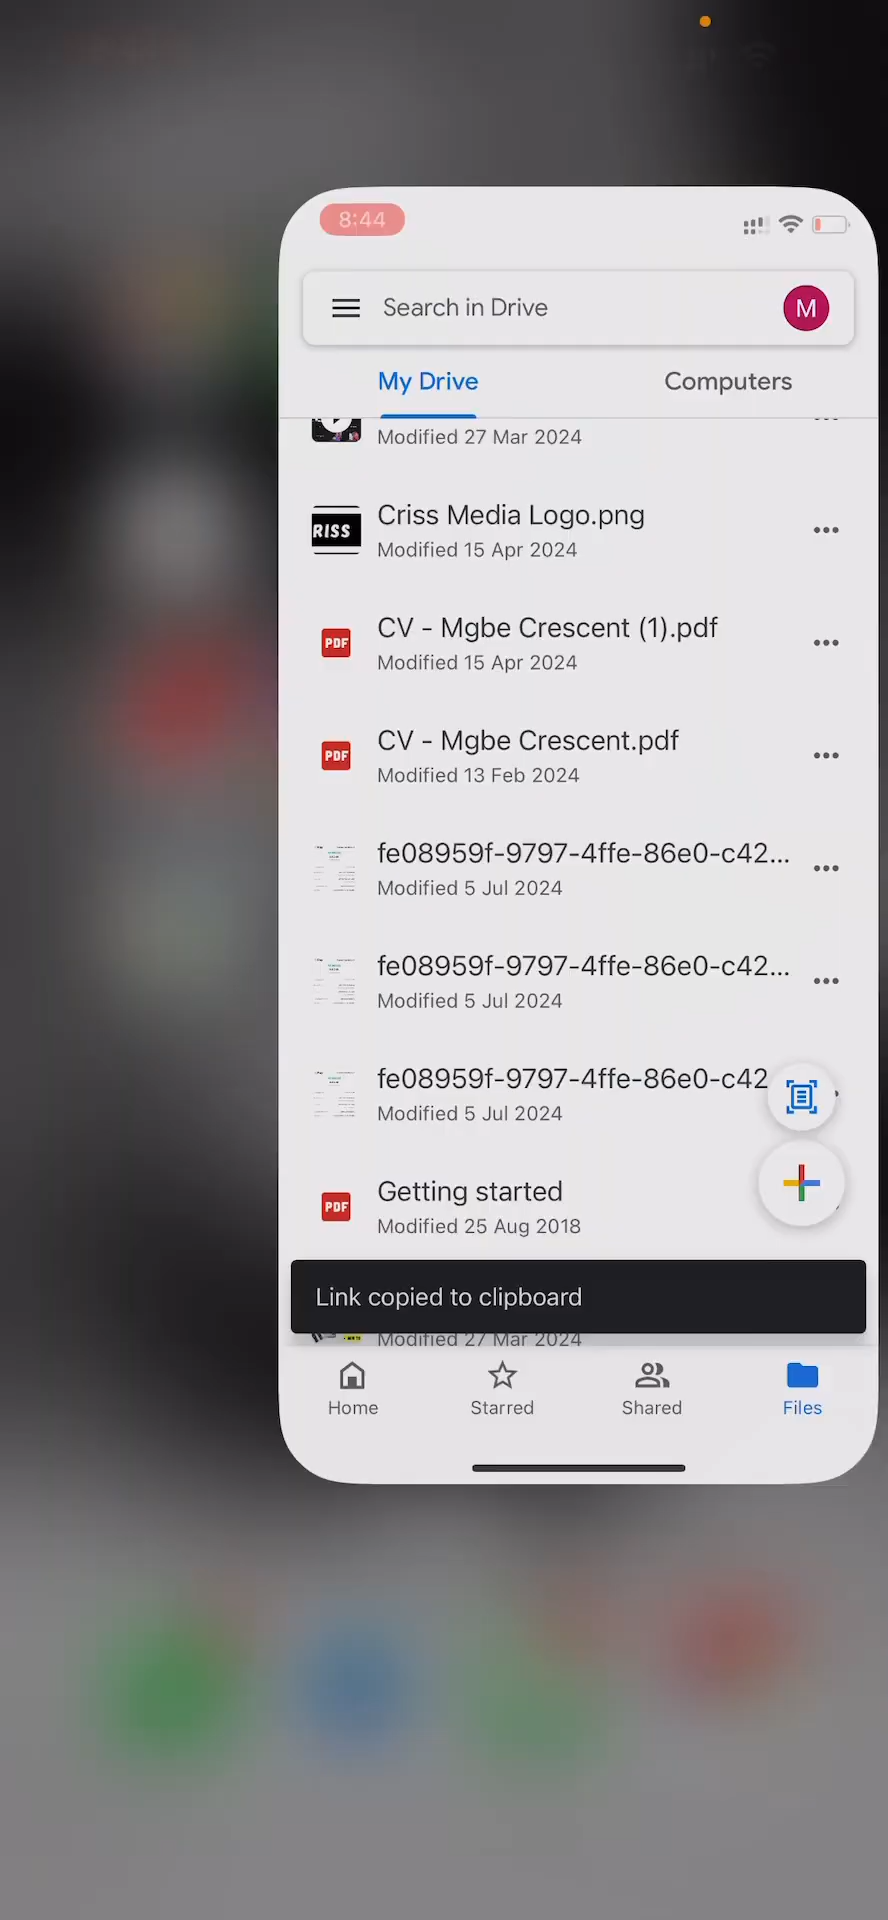 8:44
Search in Drive
M
My Drive
Computers
Modified 27 Mar 2024
RISS
Criss Media Logo.png
Modified 15 Apr 2024
PDF
CV - Mgbe Crescent (1).pdf
Modified 15 Apr 2024
PDF
CV - Mgbe Crescent.pdf
Modified 13 Feb 2024
fe08959f-9797-4ffe-86e0-c42...
Modified 5 Jul 2024
fe08959f-9797-4ffe-86e0-c42...
Modified 5 Jul 2024
fe08959f-9797-4ffe-86e0-c42
Modified 5 Jul 2024
PDF
Getting started
Modified 25 Aug 2018
Link copied to clipboard
Modified 27 Mar 2024
Home
Starred
Shared
Files